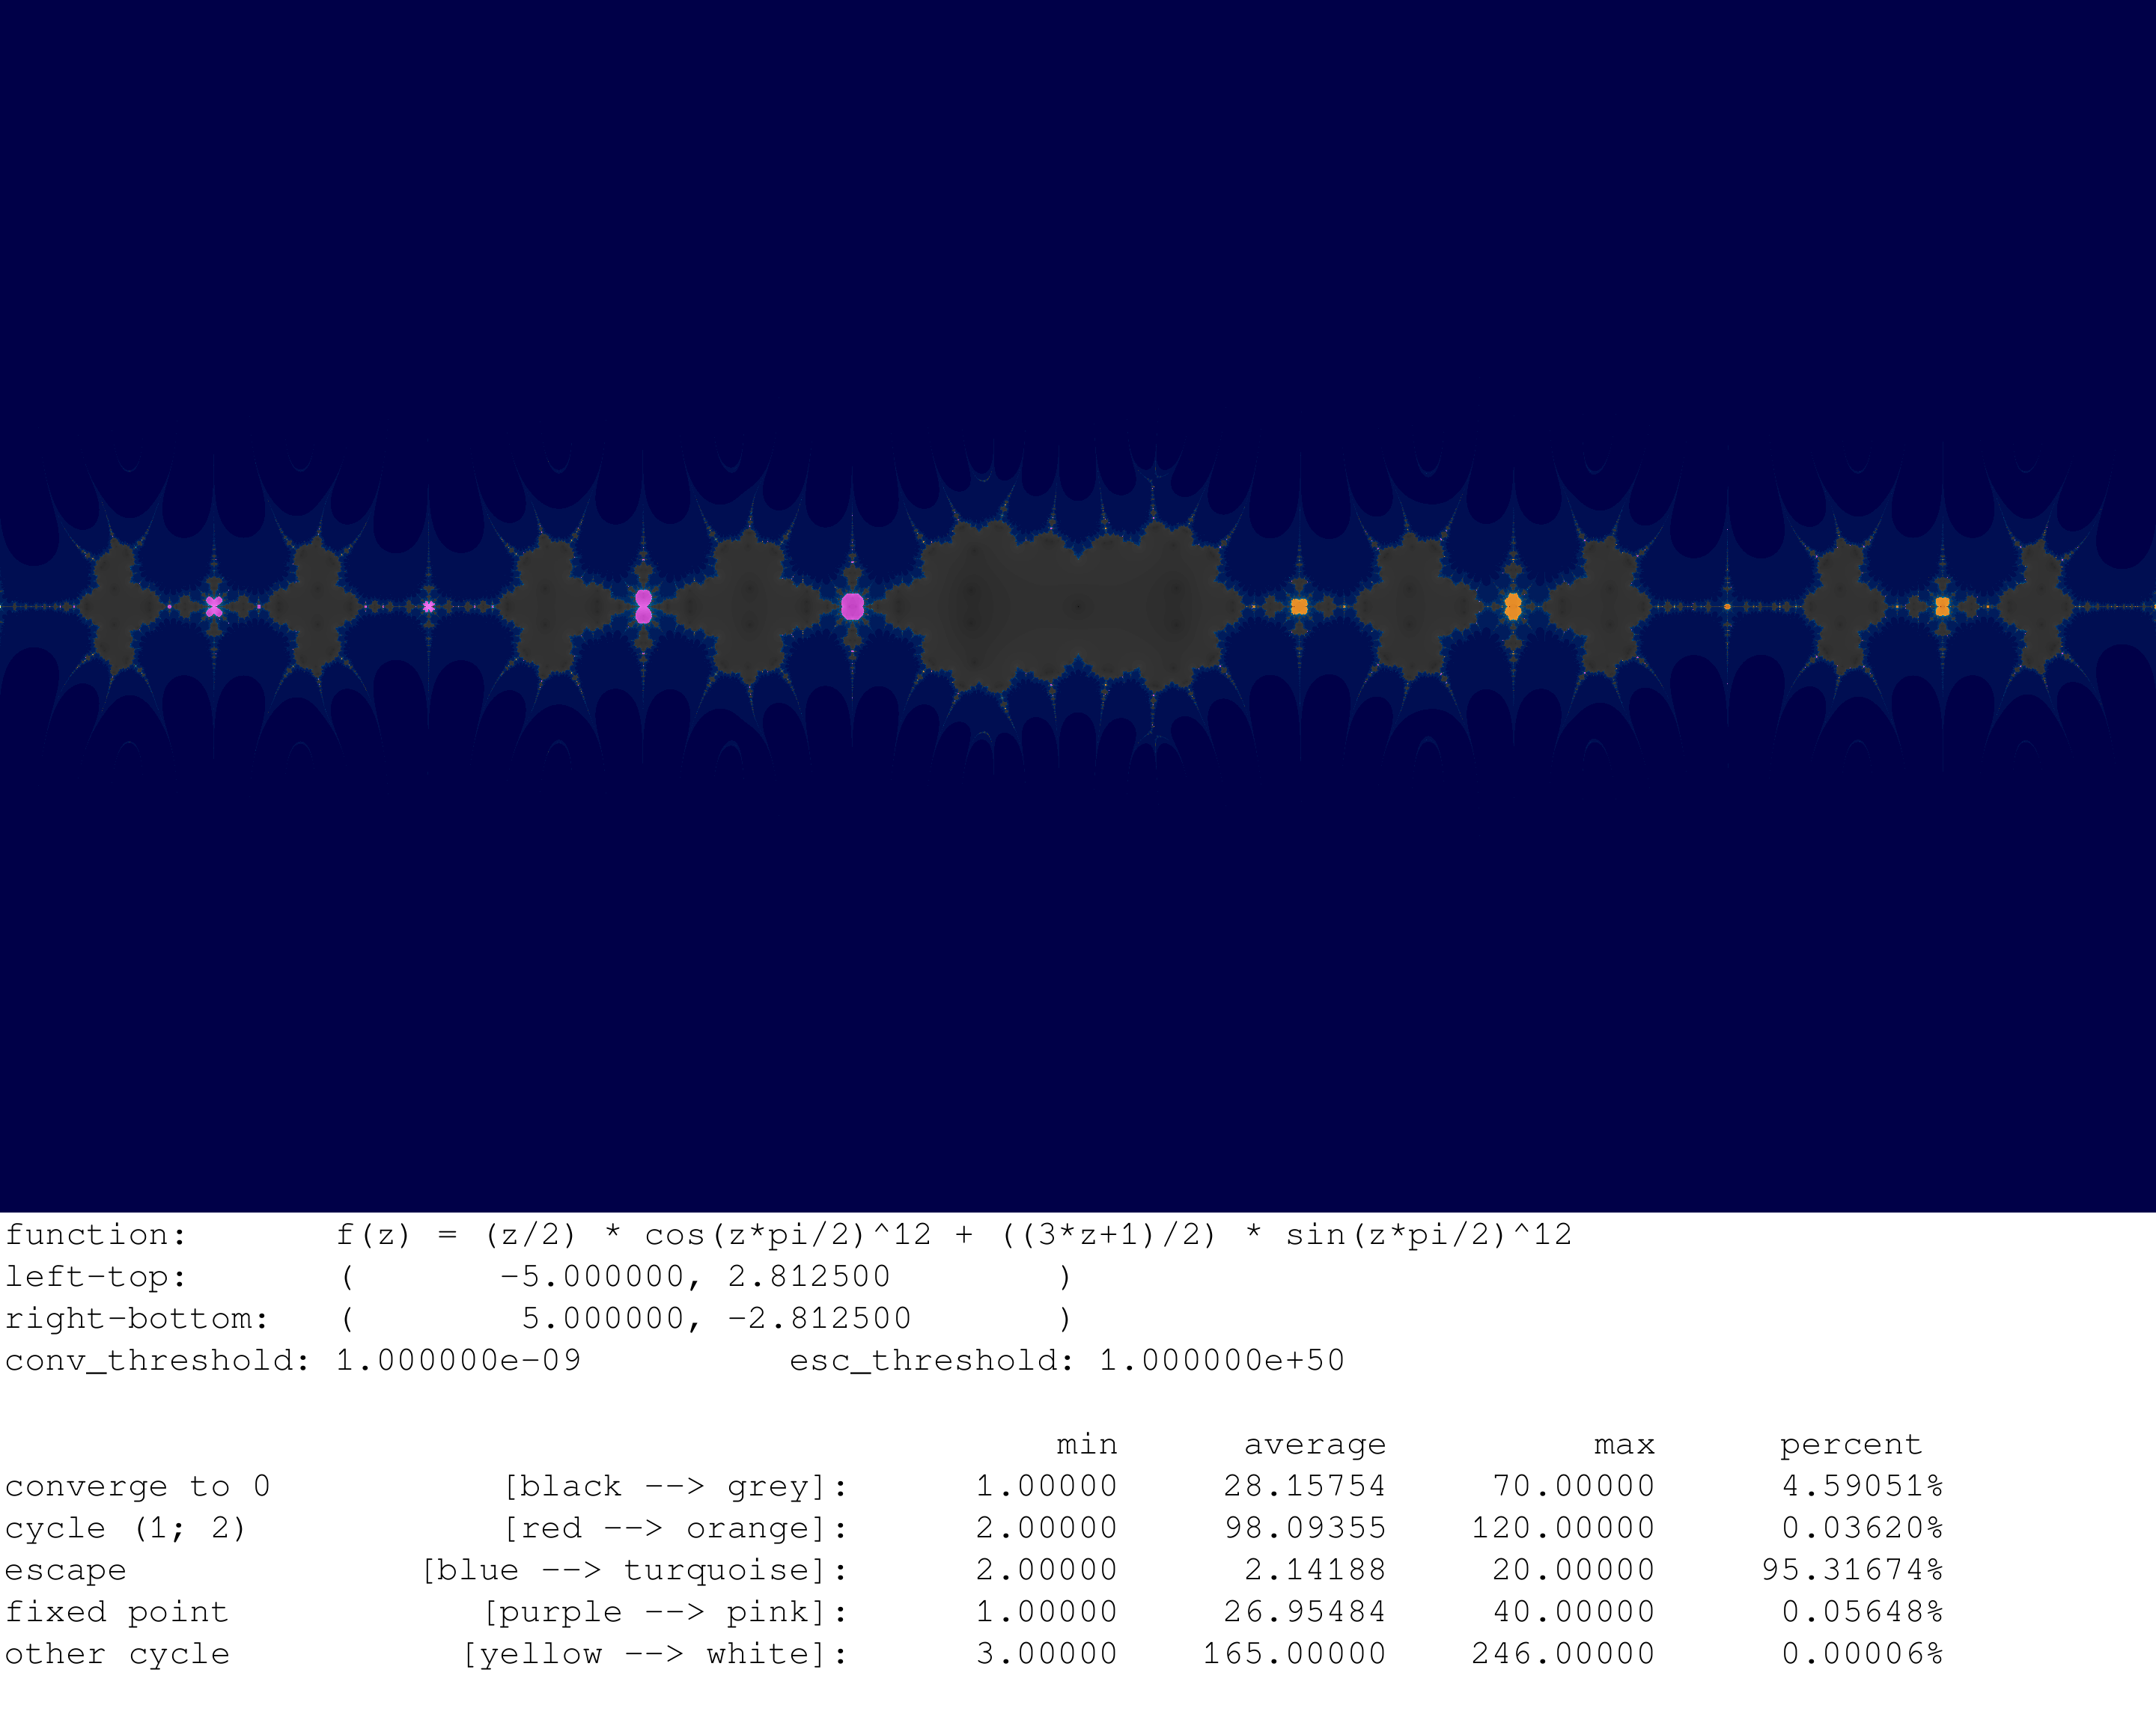 function: f(z) = (z/2) * cos(z*pi/2)^12 + ((3*z+1)/2) * sin(z*pi/2)^12
left-top: ( -5.000000, 2.812500 )
right-bottom: ( 5.000000, -2.812500 )
conv_threshold: 1.000000e-09 esc_threshold: 1.000000e+50
min average max percent
converge to 0 [black --> grey]: 1.00000 28.15754 70.00000 4.59051%
cycle (1; 2) [red --> orange]: 2.00000 98.09355 120.00000 0.03620%
escape [blue --> turquoise]: 2.00000 2.14188 20.00000 95.31674%
fixed point [purple --> pink]: 1.00000 26.95484 40.00000 0.05648%
other cycle [yellow --> white]: 3.00000 165.00000 246.00000 0.00006%